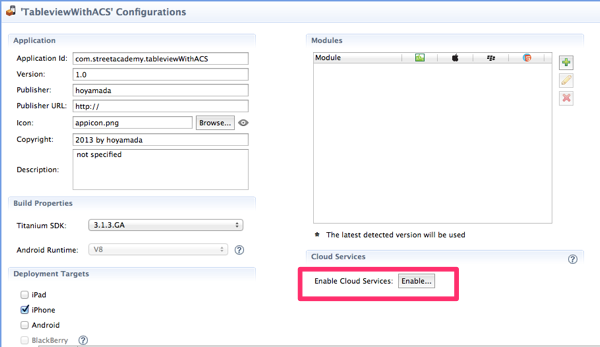 'TableviewWithACS' Configurations
Application
Application Id: com.streetacademy.tableviewWithACS
Version: 1.0
Publisher: hoyamada
Publisher URL: http://
Icon: appicon.png Browse...
Copyright: 2013 by hoyamada
Description: not specified
Build Properties
Titanium SDK: 3.1.3.GA
Android Runtime: V8 ?
Deployment Targets
iPad
iPhone
Android
BlackBerry ?
Modules
Module
* The latest detected version will be used
Cloud Services ?
Enable Cloud Services: Enable...